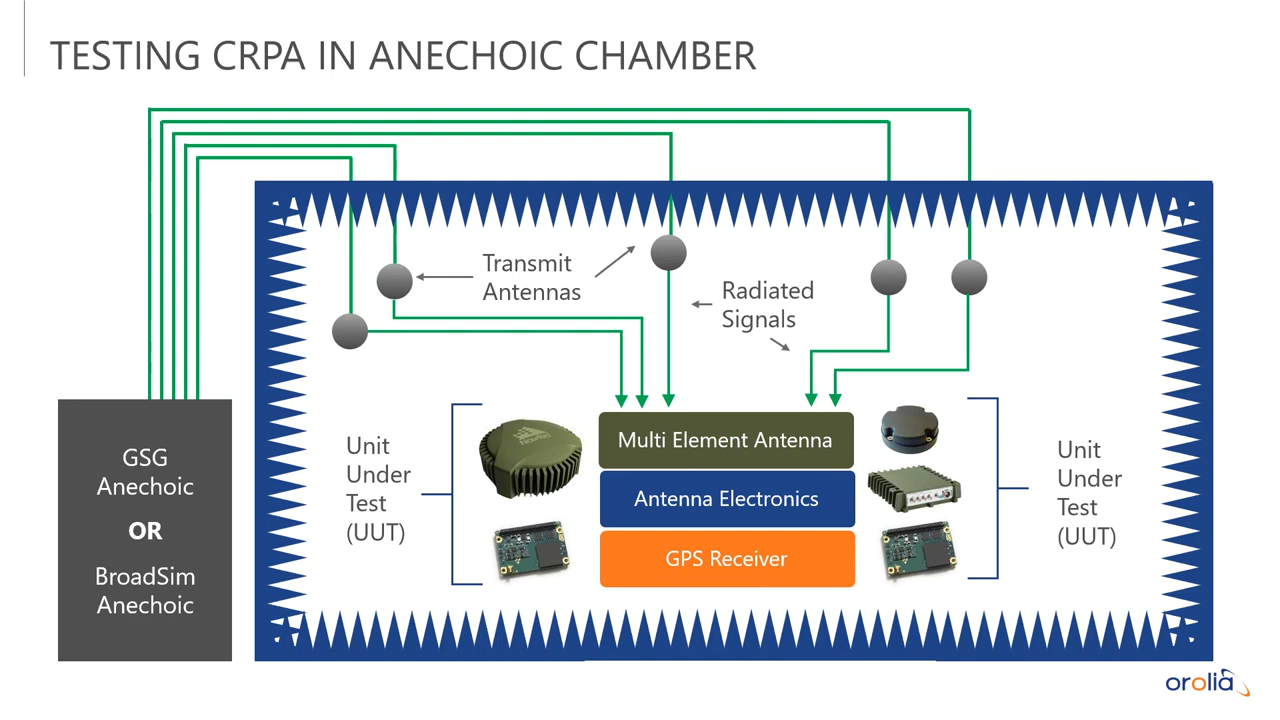 TESTING CRPA IN ANECHOIC CHAMBER
Transmit
Antennas
Radiated
Signals
GSG
Anechoic
OR
BroadSim
Anechoic
Unit
Under
Test
(UUT)
Multi Element Antenna
Antenna Electronics
GPS Receiver
Unit
Under
Test
(UUT)
orolia